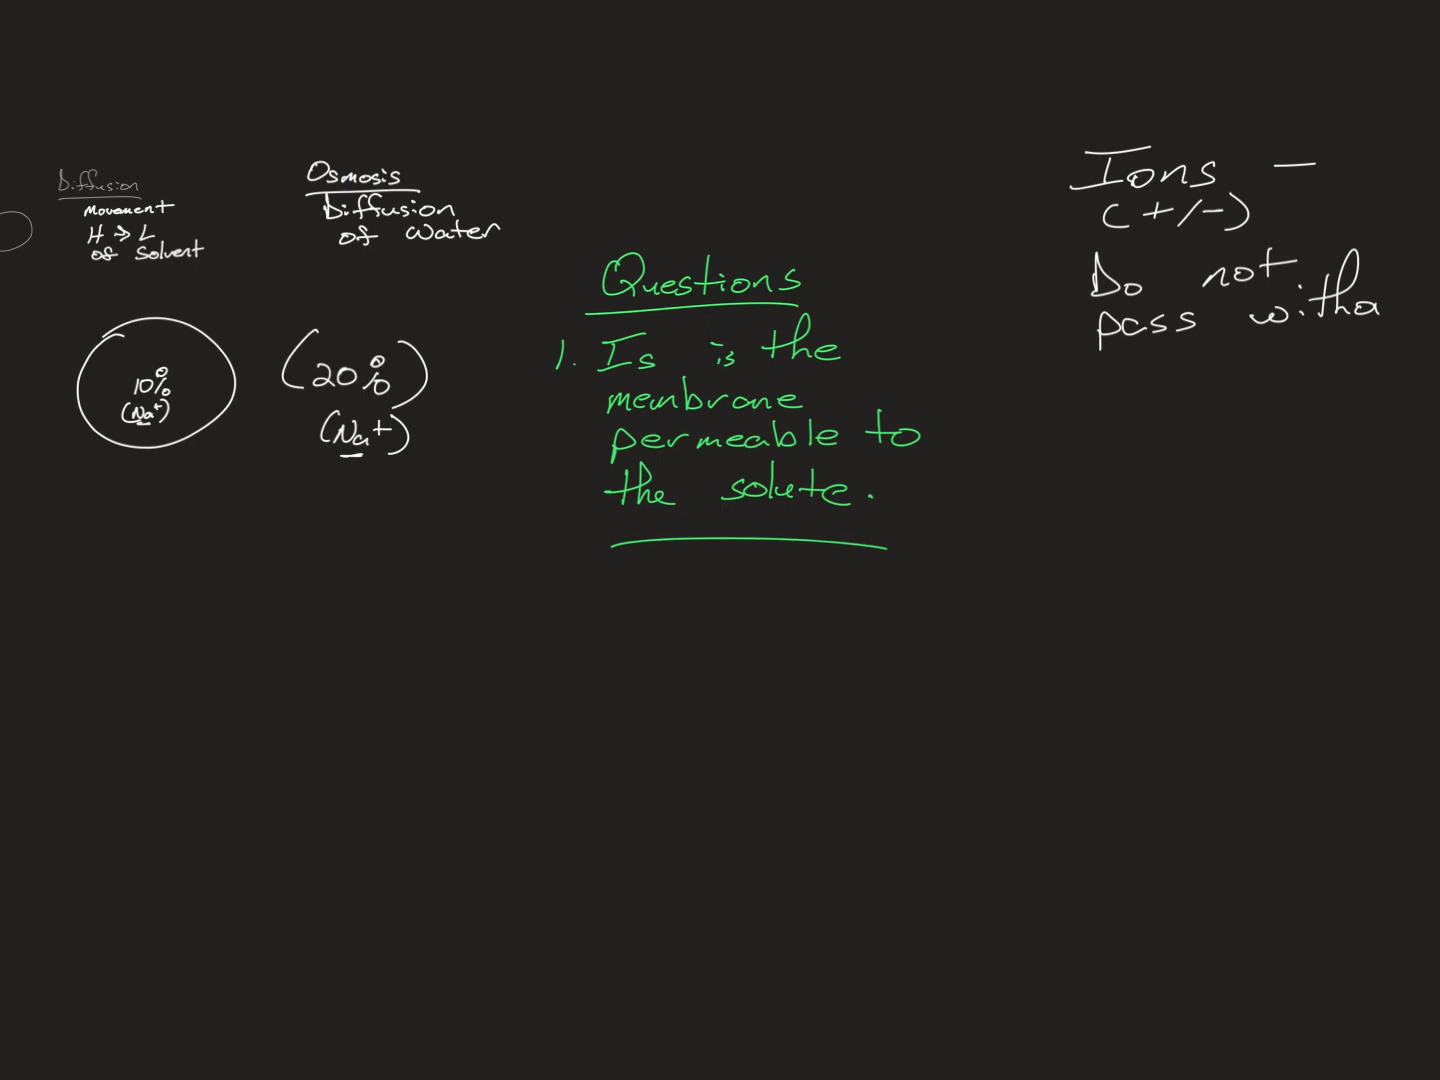 Diffusion
Movement
H → L
of Solvent
Osmosis
Diffusion
of Water
10%
(Na+)
(20%)
(Na+)
Questions
1. Is is the
membrane
permeable to
the solute.
Ions —
(+/-)
Do not
pass witha